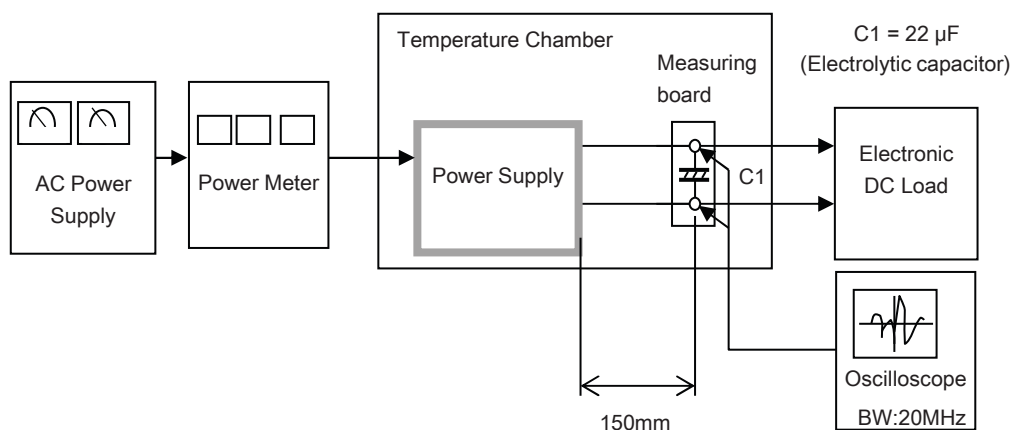 Temperature Chamber
C1 = 22 µF
(Electrolytic capacitor)
Measuring
board
AC Power
Supply
Power Meter
Power Supply
C1
Electronic
DC Load
Oscilloscope
BW:20MHz
150mm